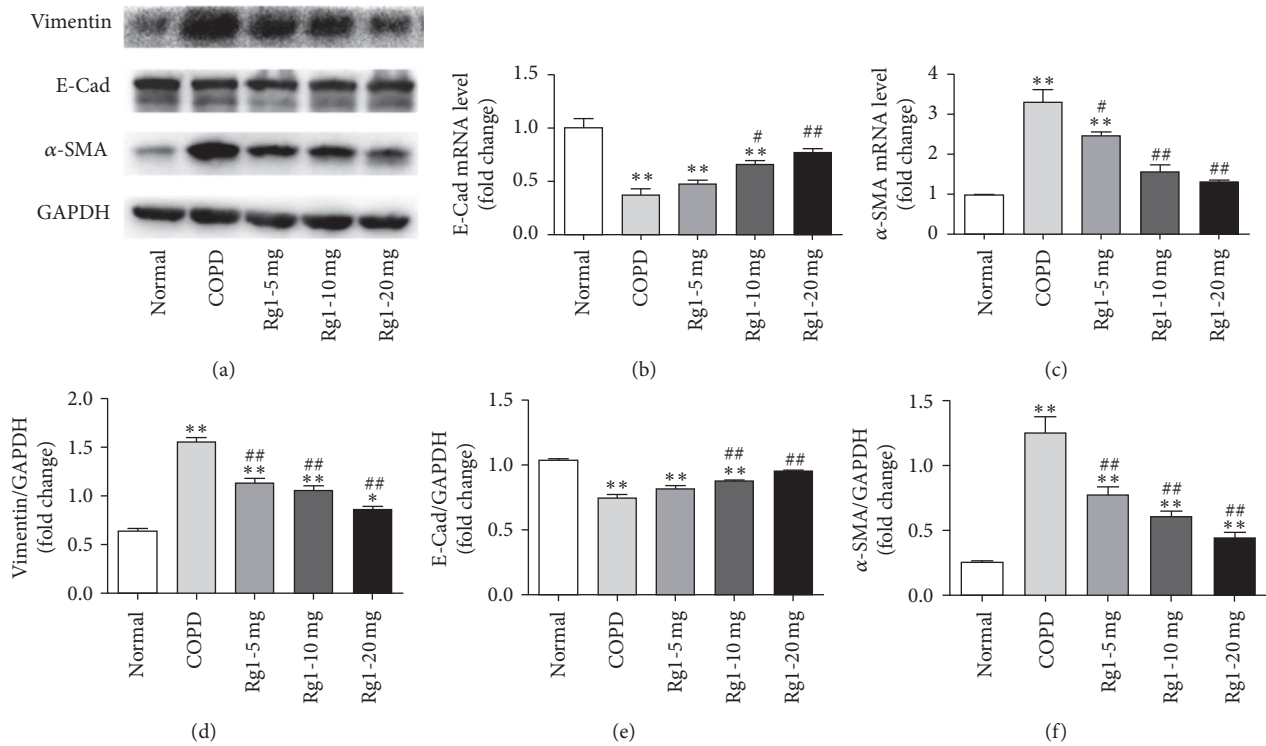 Vimentin
E-Cad
α-SMA
GAPDH
Normal
COPD
Rg1-5 mg
Rg1-10 mg
Rg1-20 mg
(a)
E-Cad mRNA level
(fold change)
1.5
1.0
0.5
0.0
**
**
#
**
##
Normal
COPD
Rg1-5 mg
Rg1-10 mg
Rg1-20 mg
(b)
α-SMA mRNA level
(fold change)
4
3
2
1
0
**
#
**
##
##
Normal
COPD
Rg1-5 mg
Rg1-10 mg
Rg1-20 mg
(c)
Vimentin/GAPDH
(fold change)
2.0
1.5
1.0
0.5
0.0
**
##
**
##
**
##
*
Normal
COPD
Rg1-5 mg
Rg1-10 mg
Rg1-20 mg
(d)
E-Cad/GAPDH
(fold change)
1.5
1.0
0.5
0.0
**
**
##
**
##
Normal
COPD
Rg1-5 mg
Rg1-10 mg
Rg1-20 mg
(e)
α-SMA/GAPDH
(fold change)
1.5
1.0
0.5
0.0
**
##
**
##
**
##
**
Normal
COPD
Rg1-5 mg
Rg1-10 mg
Rg1-20 mg
(f)